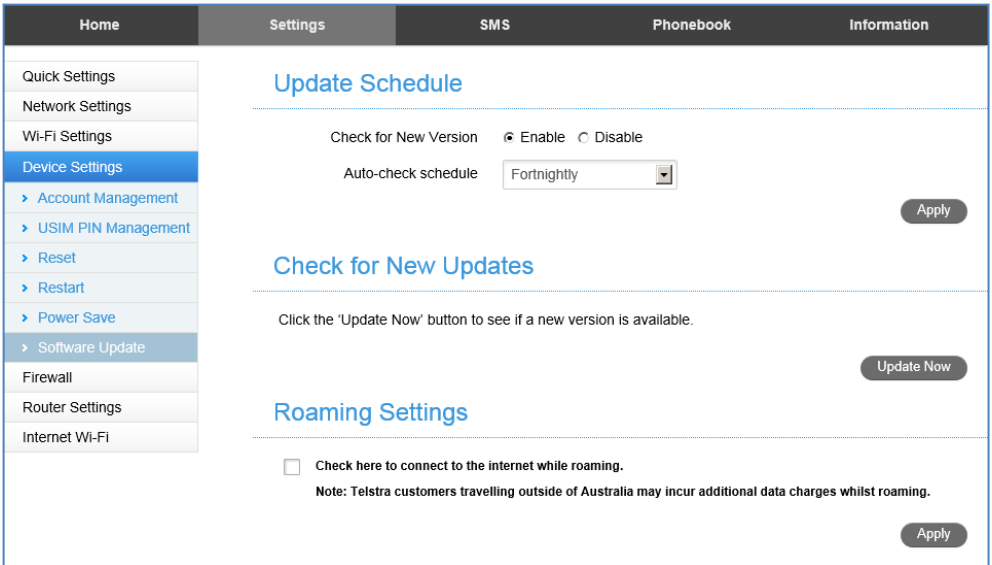 Home Settings SMS Phonebook Information
Quick Settings
Network Settings
Wi-Fi Settings
Device Settings
Account Management
USIM PIN Management
Reset
Restart
Power Save
Software Update
Firewall
Router Settings
Internet Wi-Fi
Update Schedule
Check for New Version Enable Disable
Auto-check schedule Fortnightly
Apply
Check for New Updates
Click the ‘Update Now’ button to see if a new version is available.
Update Now
Roaming Settings
Check here to connect to the internet while roaming.
Note: Telstra customers travelling outside of Australia may incur additional data charges whilst roaming.
Apply